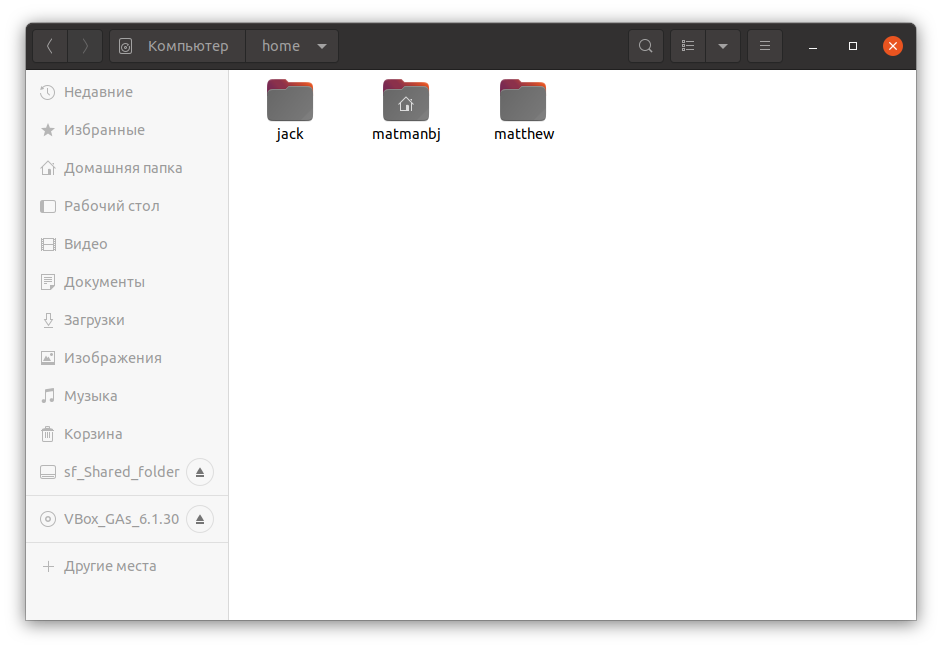 Компьютер home
Недавние
Избранные
Домашняя папка
Рабочий стол
Видео
Документы
Загрузки
Изображения
Музыка
Корзина
sf_Shared_folder
VBox_GAs_6.1.30
Другие места
jack matmanbj matthew